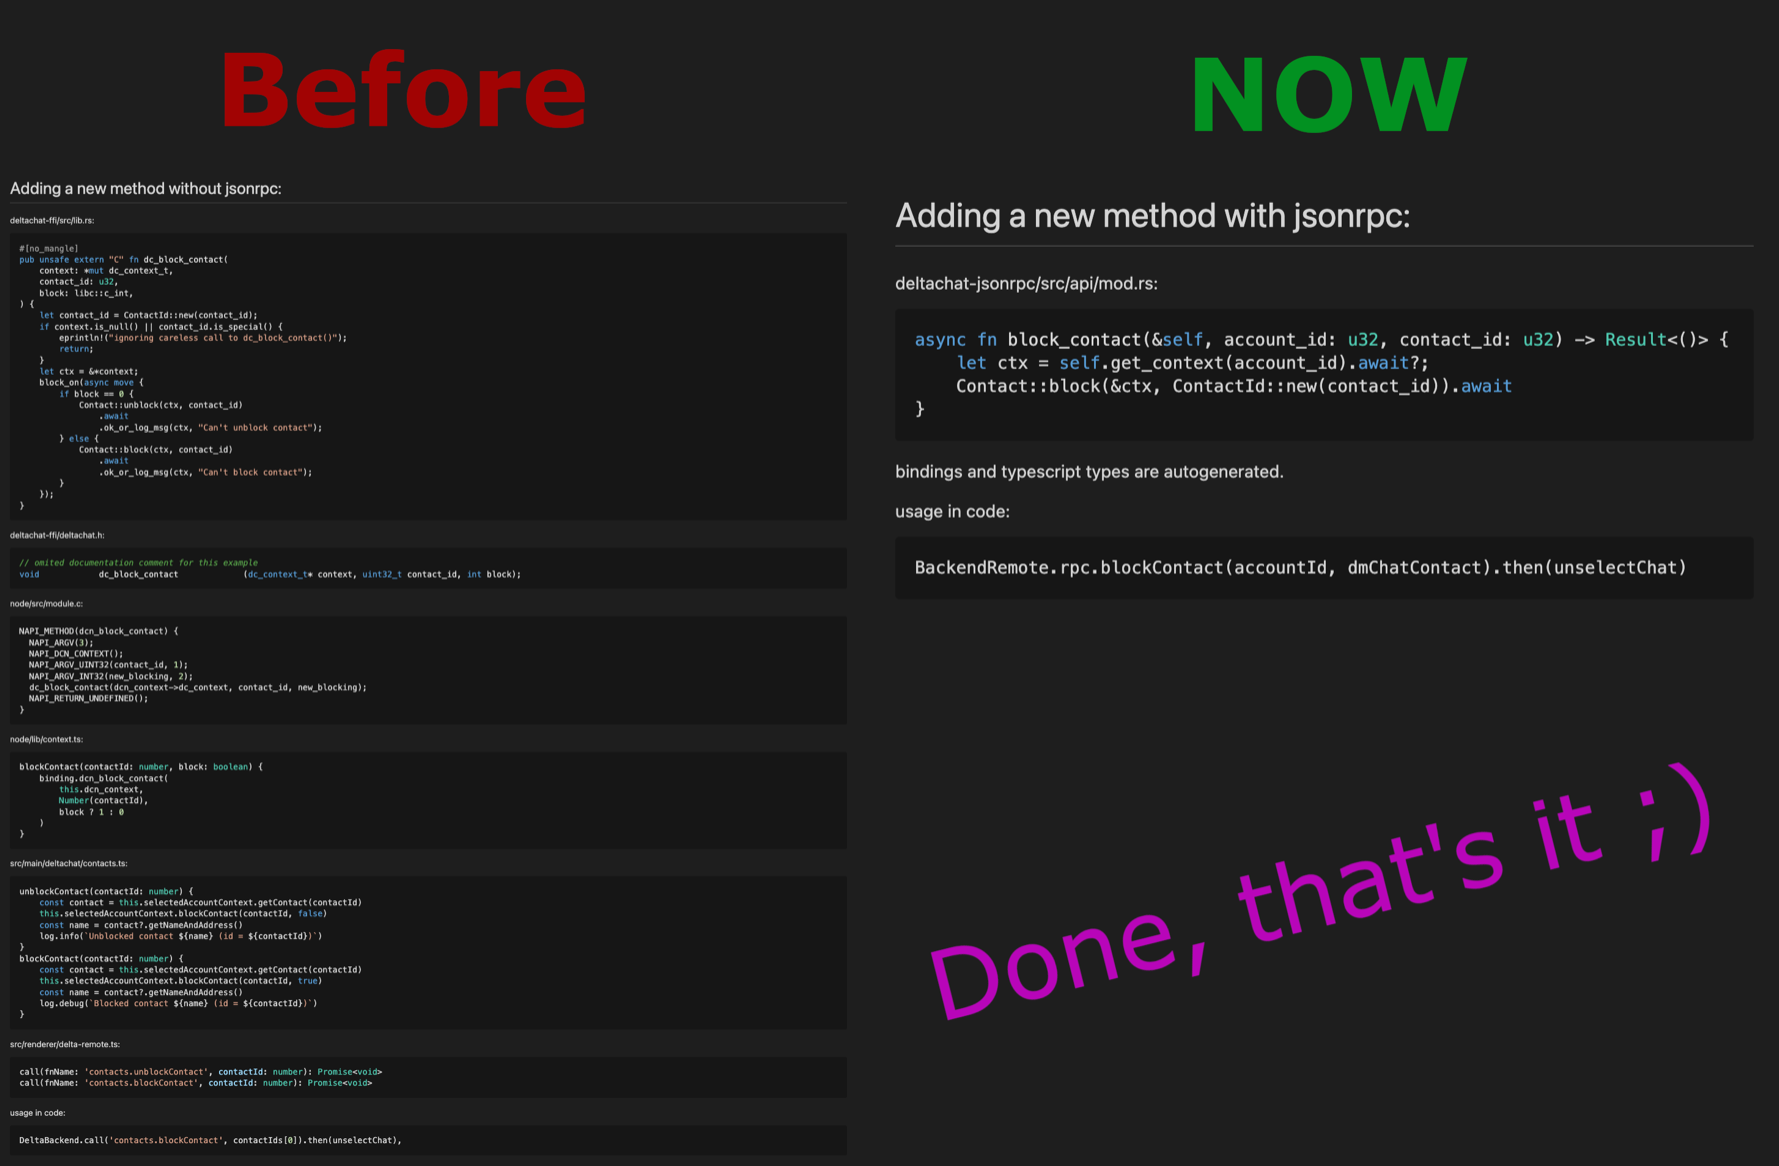 Before
Adding a new method without jsonrpc:
deltachat-ffi/src/lib.rs:
#[no_mangle]
pub unsafe extern "C" fn dc_block_contact(
    context: *mut dc_context_t,
    contact_id: u32,
    block: libc::c_int,
) {
    let contact_id = ContactId::new(contact_id);
    if context.is_null() || contact_id.is_special() {
        eprintln!("ignoring careless call to dc_block_contact()");
        return;
    }
    let ctx = &*context;
    block_on(async move {
        if block == 0 {
            Contact::unblock(ctx, contact_id)
                .await
                .ok_or_log_msg(ctx, "Can't unblock contact");
        } else {
            Contact::block(ctx, contact_id)
                .await
                .ok_or_log_msg(ctx, "Can't block contact");
        }
    });
}
deltachat-ffi/deltachat.h:
// omited documentation comment for this example
void            dc_block_contact             (dc_context_t* context, uint32_t contact_id, int block);
node/src/module.c:
NAPI_METHOD(dcn_block_contact) {
  NAPI_ARGV(3);
  NAPI_DCN_CONTEXT();
  NAPI_ARGV_UINT32(contact_id, 1);
  NAPI_ARGV_INT32(new_blocking, 2);
  dc_block_contact(dcn_context->dc_context, contact_id, new_blocking);
  NAPI_RETURN_UNDEFINED();
}
node/lib/context.ts:
blockContact(contactId: number, block: boolean) {
    binding.dcn_block_contact(
        this.dcn_context,
        Number(contactId),
        block ? 1 : 0
    )
}
src/main/deltachat/contacts.ts:
unblockContact(contactId: number) {
    const contact = this.selectedAccountContext.getContact(contactId)
    this.selectedAccountContext.blockContact(contactId, false)
    const name = contact?.getNameAndAddress()
    log.info(`Unblocked contact ${name} (id = ${contactId})`)
}
blockContact(contactId: number) {
    const contact = this.selectedAccountContext.getContact(contactId)
    this.selectedAccountContext.blockContact(contactId, true)
    const name = contact?.getNameAndAddress()
    log.debug(`Blocked contact ${name} (id = ${contactId})`)
}
src/renderer/delta-remote.ts:
call(fnName: 'contacts.unblockContact', contactId: number): Promise<void>
call(fnName: 'contacts.blockContact', contactId: number): Promise<void>
usage in code:
DeltaBackend.call('contacts.blockContact', contactIds[0]).then(unselectChat),
NOW
Adding a new method with jsonrpc:
deltachat-jsonrpc/src/api/mod.rs:
async fn block_contact(&self, account_id: u32, contact_id: u32) -> Result<()> {
    let ctx = self.get_context(account_id).await?;
    Contact::block(&ctx, ContactId::new(contact_id)).await
}
bindings and typescript types are autogenerated.
usage in code:
BackendRemote.rpc.blockContact(accountId, dmChatContact).then(unselectChat)
Done, that's it ;)